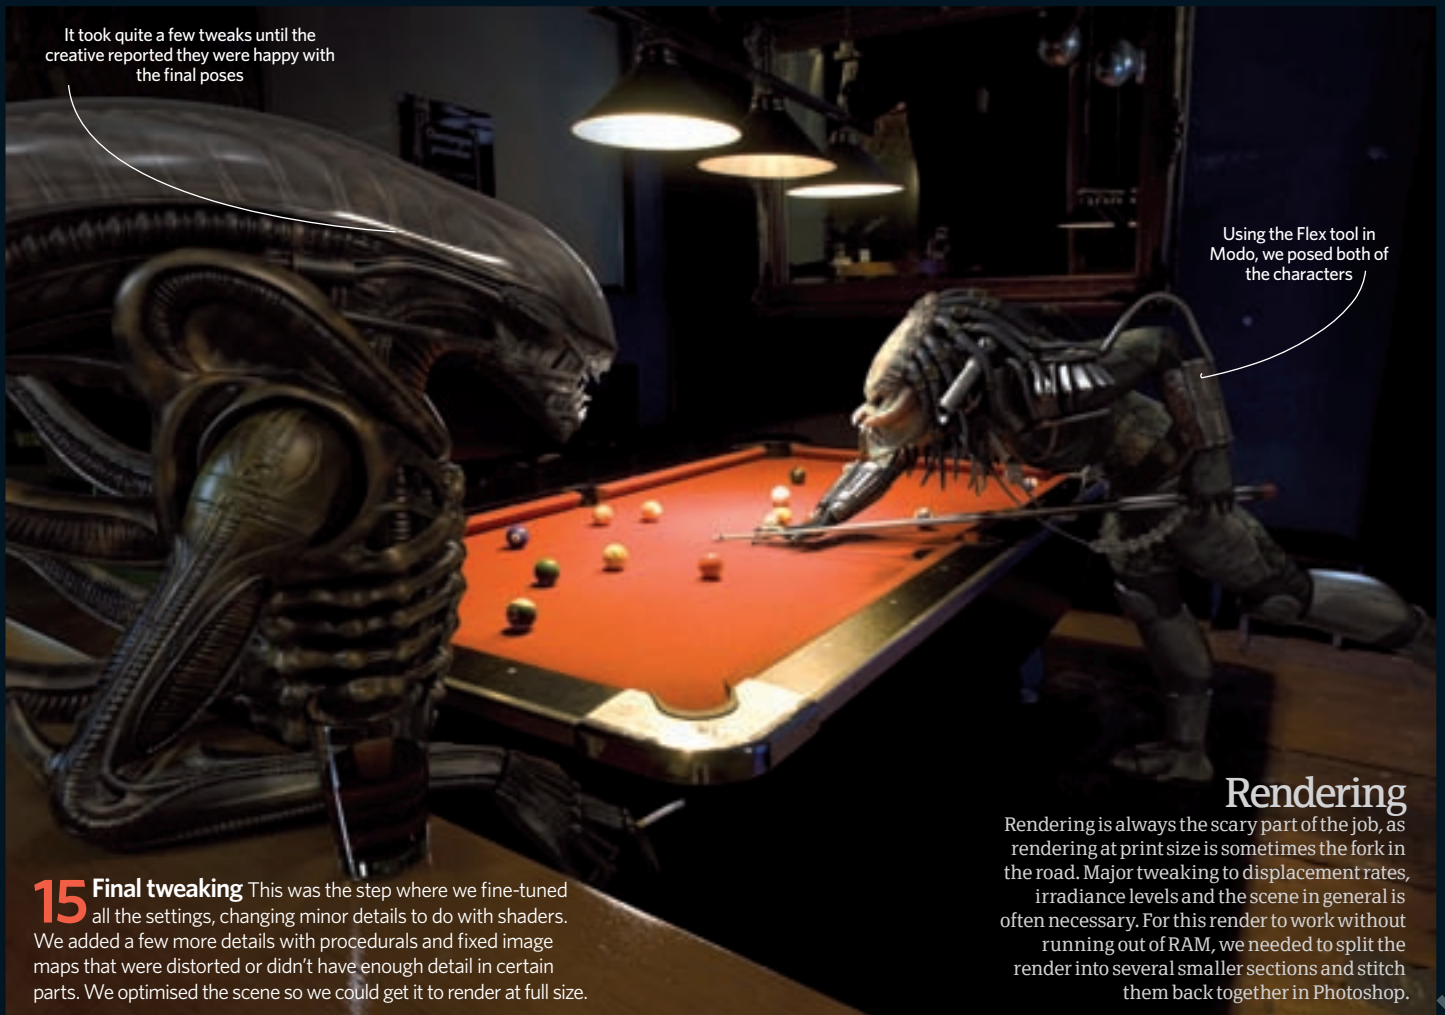 It took quite a few tweaks until the
creative reported they were happy with
the final poses
Using the Flex tool in
Modo, we posed both of
the characters
15 Final tweaking This was the step where we fine-tuned
all the settings, changing minor details to do with shaders.
We added a few more details with procedurals and fixed image
maps that were distorted or didn't have enough detail in certain
parts. We optimised the scene so we could get it to render at full size.
Rendering
Rendering is always the scary part of the job, as
rendering at print size is sometimes the fork in
the road. Major tweaking to displacement rates,
irradiance levels and the scene in general is
often necessary. For this render to work without
running out of RAM, we needed to split the
render into several smaller sections and stitch
them back together in Photoshop.